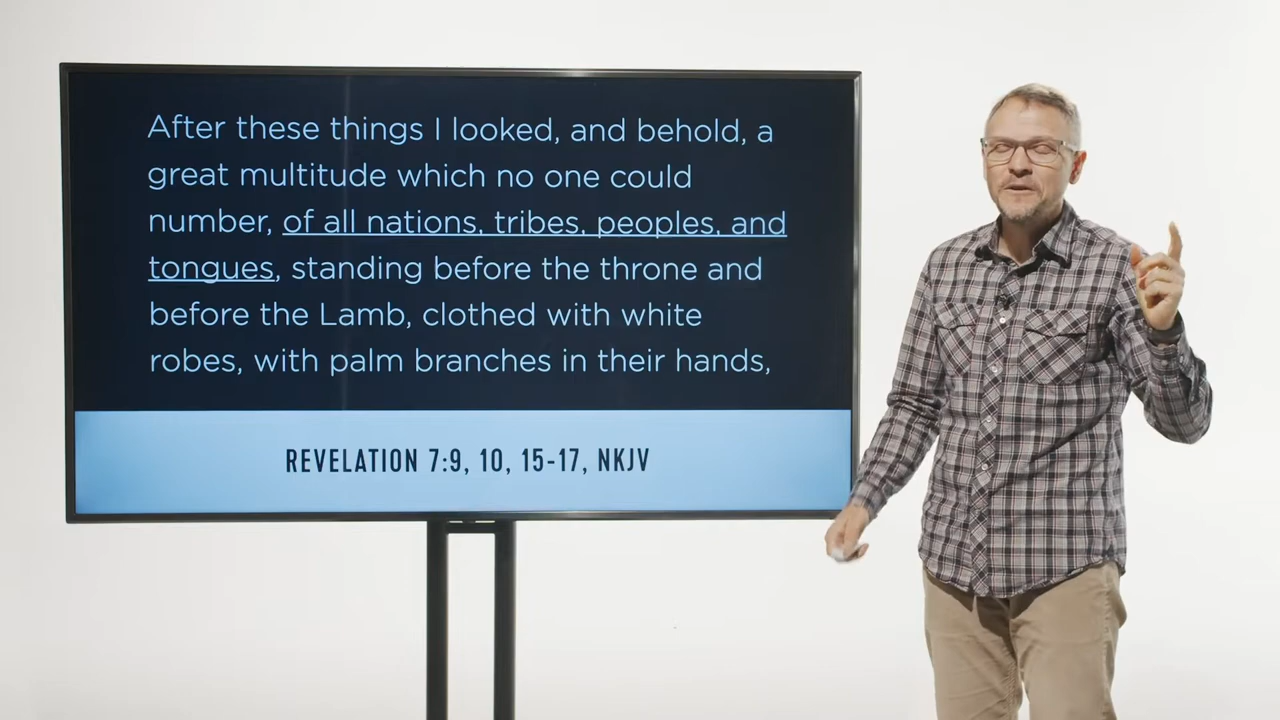 After these things I looked, and behold, a
great multitude which no one could
number, of all nations, tribes, peoples, and
tongues, standing before the throne and
before the Lamb, clothed with white
robes, with palm branches in their hands,
REVELATION 7:9, 10, 15-17, NKJV